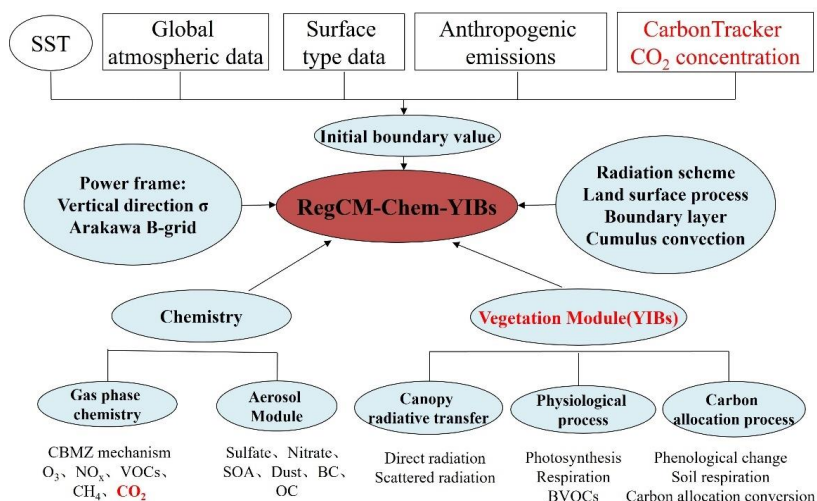 SST
Global
atmospheric data
Surface
type data
Anthropogenic
emissions
CarbonTracker
CO₂ concentration
Initial boundary value
Power frame:
Vertical direction σ
Arakawa B-grid
RegCM-Chem-YIBs
Radiation scheme
Land surface process
Boundary layer
Cumulus convection
Chemistry
Vegetation Module(YIBs)
Gas phase
chemistry
Aerosol
Module
Canopy
radiative transfer
Physiological
process
Carbon
allocation process
CBMZ mechanism
O₃、NOₓ、VOCs、
CH₄、CO₂
Sulfate、Nitrate、
SOA、Dust、BC、
OC
Direct radiation
Scattered radiation
Photosynthesis
Respiration
BVOCs
Phenological change
Soil respiration
Carbon allocation conversion